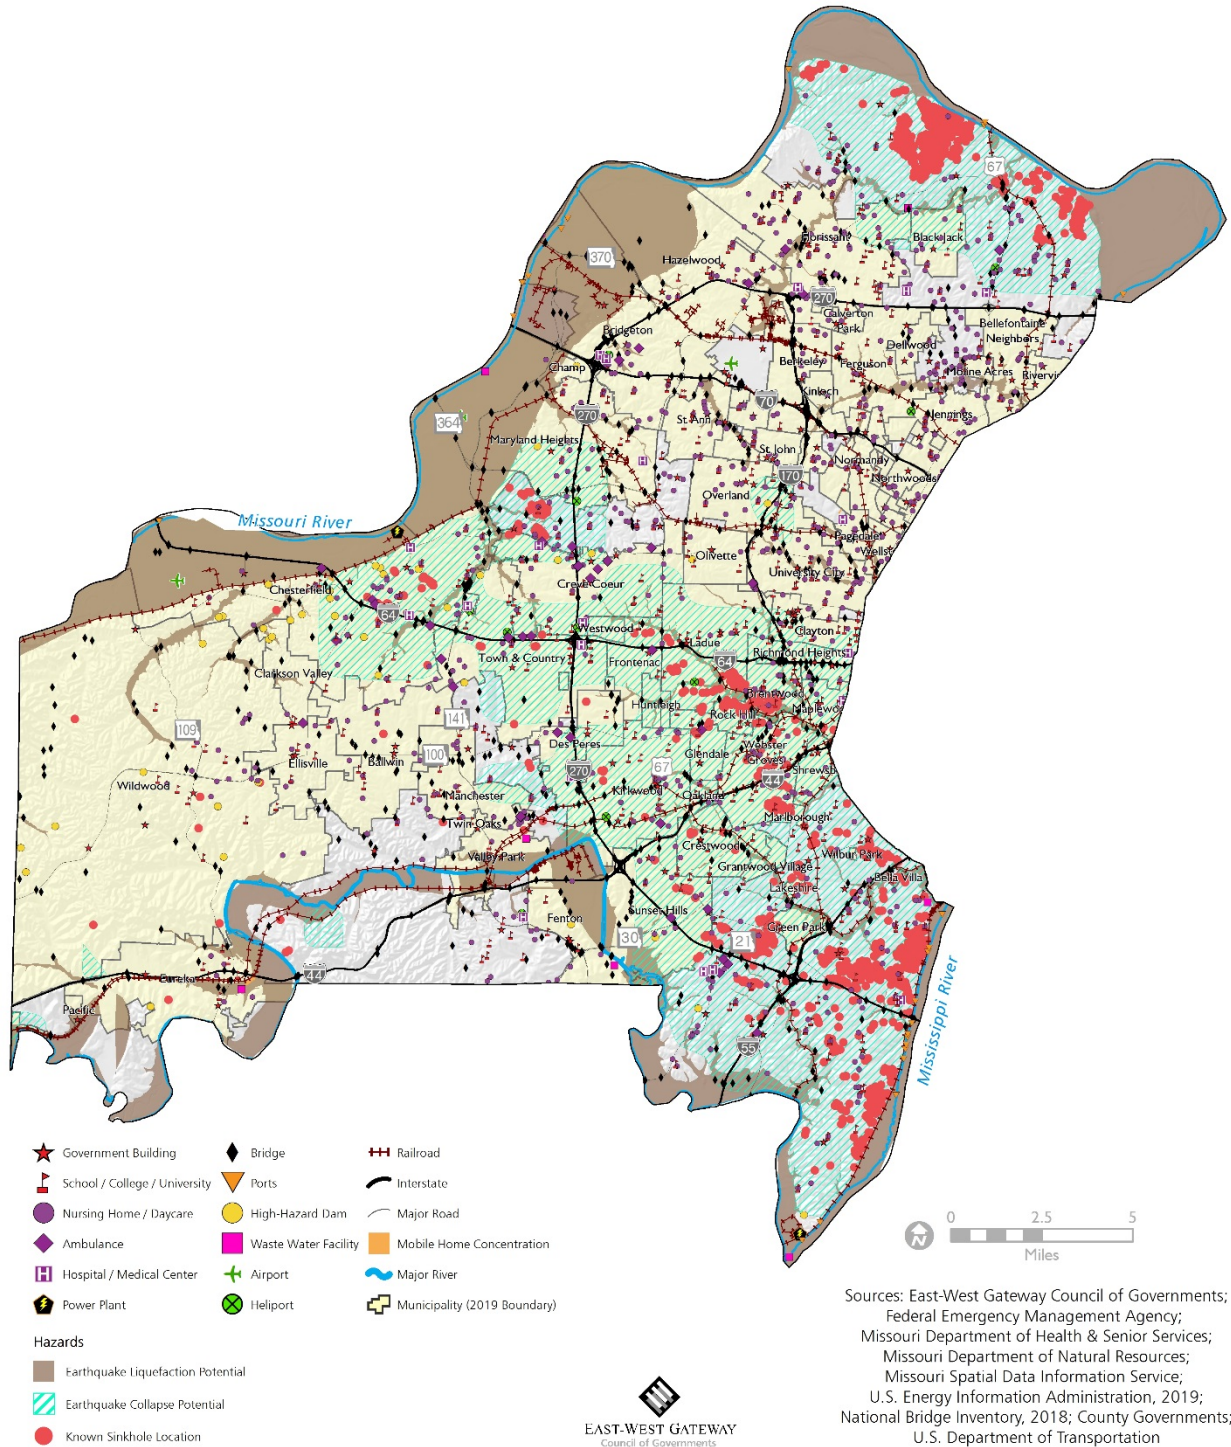 67
Florissant
Black Jack
370
Hazelwood
270
Calverton
Park
Bellefontaine
Neighbors
Bridgeton
Dellwood
Berkeley
Ferguson
Champ
Moline Acres
Kinloch
70
270
Jennings
364
St Ann
Maryland Heights
St John
Normandy
Northwoods
170
Overland
Missouri River
Pagedale
Olivette
University City
Creve Coeur
Chesterfield
64
Westwood
Clayton
Ladue
Richmond Heights
Town & Country
Frontenac
64
Clarkson Valley
Brentwood
Huntleigh
Rock Hill
141
109
Des Peres
Webster
Groves
100
Glendale
Ellisville
Ballwin
270
67
44
Wildwood
Kirkwood
Manchester
Oakland
Twin Oaks
Marlborough
Crestwood
Wilbur Park
Valley Park
Grantwood Village
Bella Villa
Lakeshire
Sunset Hills
Fenton
Green Park
30
21
44
Eureka
Pacific
55
Mississippi River
Government Building
Bridge
Railroad
School / College / University
Ports
Interstate
Nursing Home / Daycare
High-Hazard Dam
Major Road
Ambulance
Waste Water Facility
Mobile Home Concentration
Hospital / Medical Center
Airport
Major River
Power Plant
Heliport
Municipality (2019 Boundary)
Hazards
Earthquake Liquefaction Potential
Earthquake Collapse Potential
Known Sinkhole Location
N
0 2.5 5
Miles
EAST-WEST GATEWAY
Council of Governments
Sources: East-West Gateway Council of Governments;
Federal Emergency Management Agency;
Missouri Department of Health & Senior Services;
Missouri Department of Natural Resources;
Missouri Spatial Data Information Service;
U.S. Energy Information Administration, 2019;
National Bridge Inventory, 2018; County Governments;
U.S. Department of Transportation